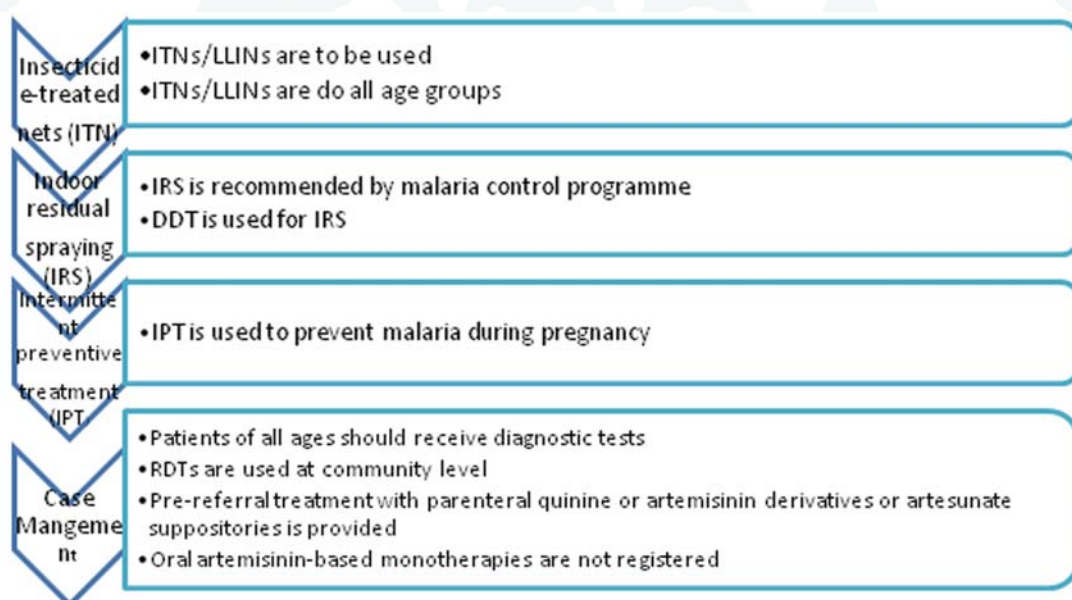 Insecticid
e-treated
nets (ITN)
•ITNs/LLINs are to be used
•ITNs/LLINs are do all age groups
Indoor
residual
spraying
(IRS)
•IRS is recommended by malaria control programme
•DDT is used for IRS
Intermitte
nt
preventive
treatment
(IPT
•IPT is used to prevent malaria during pregnancy
Case
Mangeme
nt
•Patients of all ages should receive diagnostic tests
•RDTs are used at community level
•Pre-referral treatment with parenteral quinine or artemisinin derivatives or artesunate
suppositories is provided
•Oral artemisinin-based monotherapies are not registered